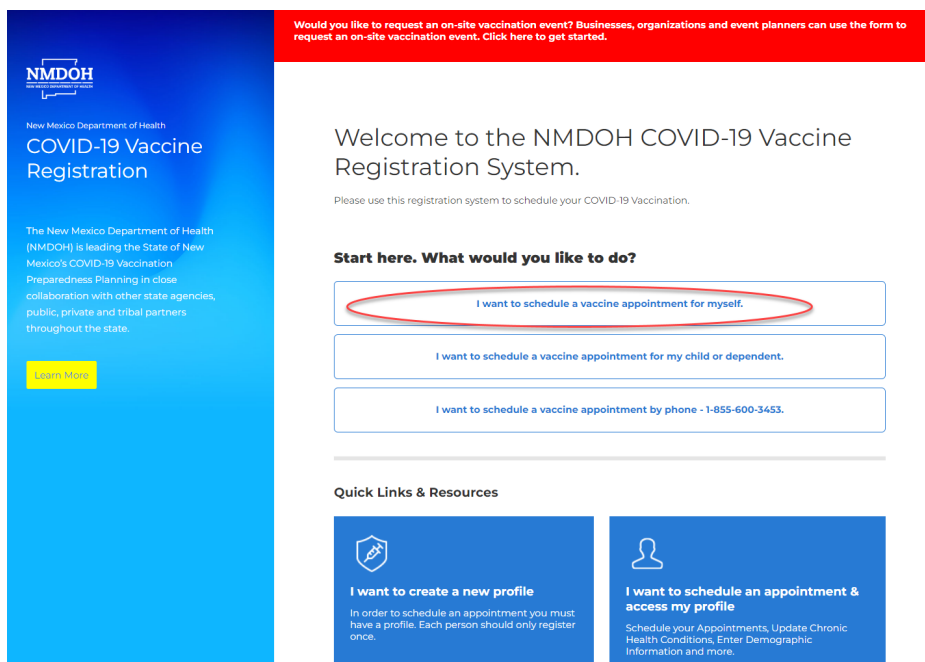 Would you like to request an on-site vaccination event? Businesses, organizations and event planners can use the form to
request an on-site vaccination event. Click here to get started.
NMDOH
NEW MEXICO DEPARTMENT OF HEALTH
New Mexico Department of Health
COVID-19 Vaccine
Registration
The New Mexico Department of Health
(NMDOH) is leading the State of New
Mexico's COVID-19 Vaccination
Preparedness Planning in close
collaboration with other state agencies,
public, private and tribal partners
throughout the state.
Learn More
Welcome to the NMDOH COVID-19 Vaccine
Registration System.
Please use this registration system to schedule your COVID-19 Vaccination.
Start here. What would you like to do?
I want to schedule a vaccine appointment for myself.
I want to schedule a vaccine appointment for my child or dependent.
I want to schedule a vaccine appointment by phone - 1-855-600-3453.
Quick Links & Resources
I want to create a new profile
In order to schedule an appointment you must
have a profile. Each person should only register
once.
I want to schedule an appointment &
access my profile
Schedule your Appointments, Update Chronic
Health Conditions, Enter Demographic
Information and more.